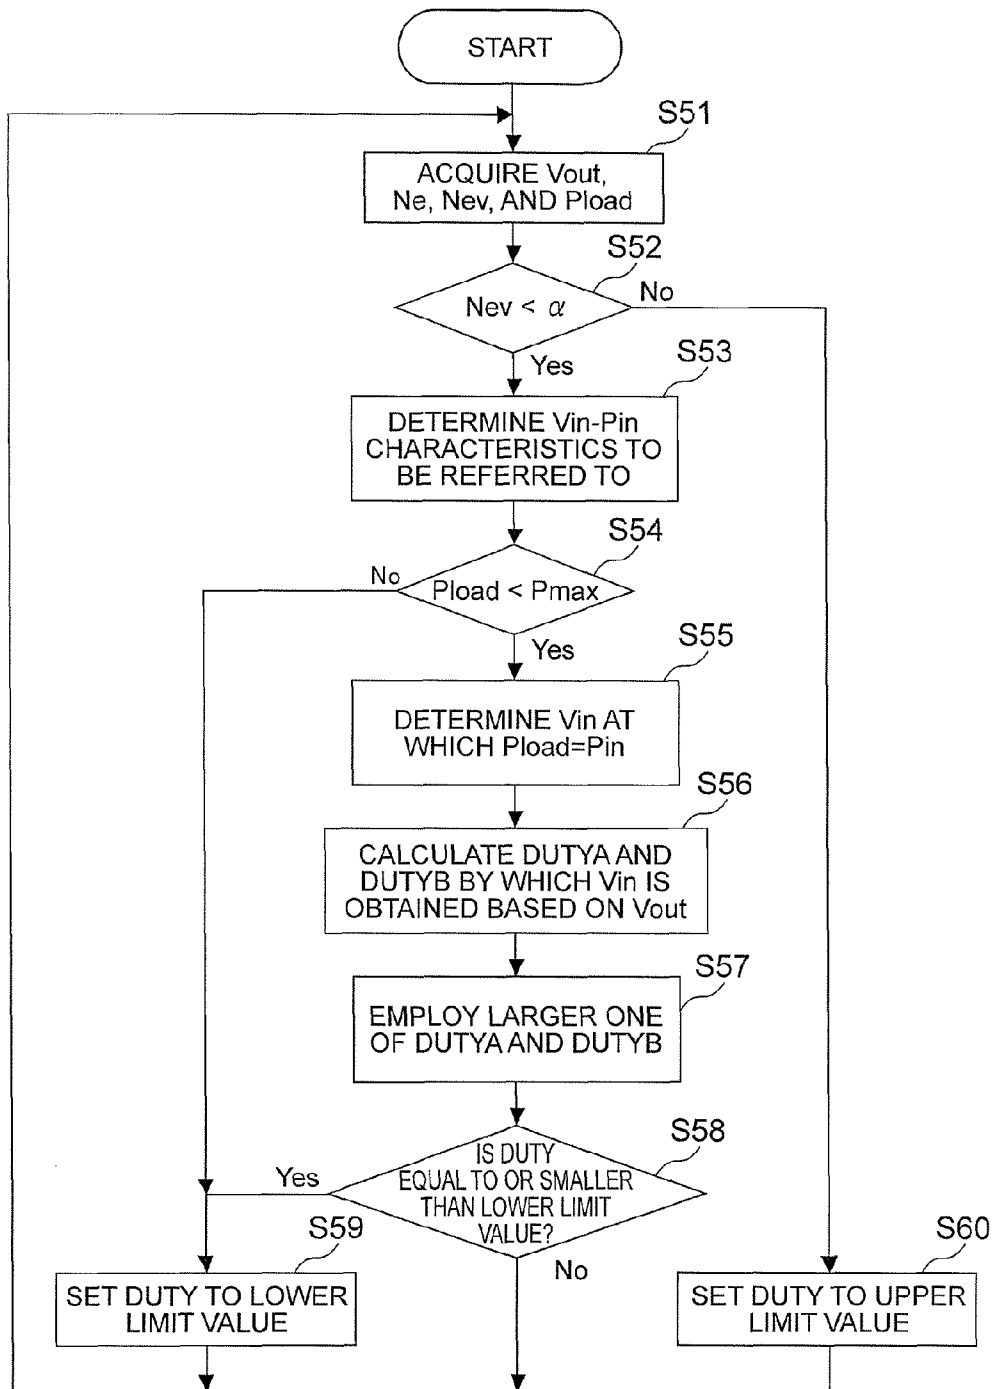 START
S51
ACQUIRE Vout,
Ne, Nev, AND Pload
S52
Nev < α
No
Yes
S53
DETERMINE Vin-Pin
CHARACTERISTICS TO
BE REFERRED TO
S54
No
Pload < Pmax
Yes
S55
DETERMINE Vin AT
WHICH Pload=Pin
S56
CALCULATE DUTYA AND
DUTYB BY WHICH Vin IS
OBTAINED BASED ON Vout
S57
EMPLOY LARGER ONE
OF DUTYA AND DUTYB
S58
IS DUTY
EQUAL TO OR SMALLER
THAN LOWER LIMIT
VALUE?
Yes
No
S59
SET DUTY TO LOWER
LIMIT VALUE
S60
SET DUTY TO UPPER
LIMIT VALUE